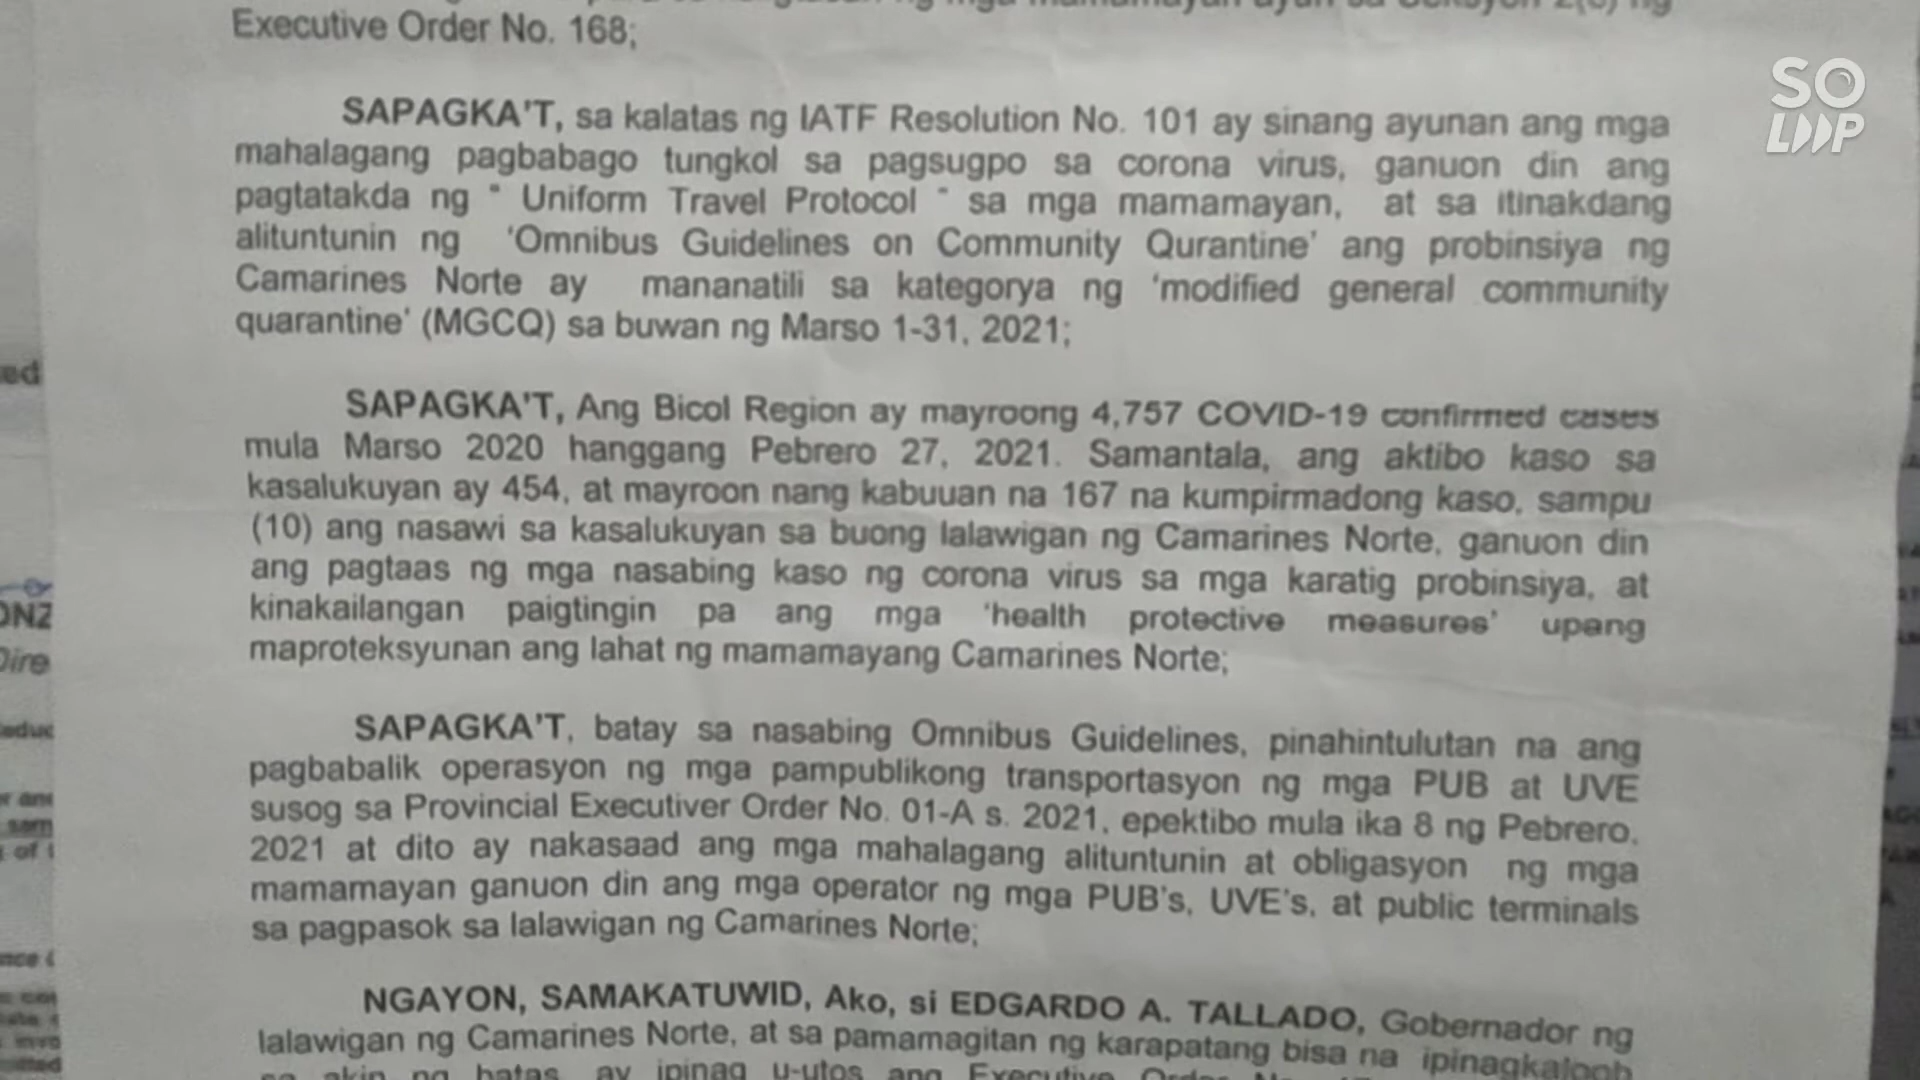 Executive Order No. 168;
SAPAGKA'T, sa kalatas ng IATF Resolution No. 101 ay sinang ayunan ang mga
mahalagang pagbabago tungkol sa pagsugpo sa corona virus, ganuon din ang
pagtatakda ng " Uniform Travel Protocol " sa mga mamamayan, at sa itinakdang
alituntunin ng 'Omnibus Guidelines on Community Qurantine' ang probinsiya ng
Camarines Norte ay mananatili sa kategorya ng 'modified general community
quarantine' (MGCQ) sa buwan ng Marso 1-31, 2021;
SAPAGKA'T, Ang Bicol Region ay mayroong 4,757 COVID-19 confirmed cases
mula Marso 2020 hanggang Pebrero 27, 2021. Samantala, ang aktibo kaso sa
kasalukuyan ay 454, at mayroon nang kabuuan na 167 na kumpirmadong kaso, sampu
(10) ang nasawi sa kasalukuyan sa buong lalawigan ng Camarines Norte, ganuon din
ang pagtaas ng mga nasabing kaso ng corona virus sa mga karatig probinsiya, at
kinakailangan paigtingin pa ang mga 'health protective measures' upang
maproteksyunan ang lahat ng mamamayang Camarines Norte;
SAPAGKA'T, batay sa nasabing Omnibus Guidelines, pinahintulutan na ang
pagbabalik operasyon ng mga pampublikong transportasyon ng mga PUB at UVE
susog sa Provincial Executiver Order No. 01-A s. 2021, epektibo mula ika 8 ng Pebrero,
2021 at dito ay nakasaad ang mga mahalagang alituntunin at obligasyon ng mga
mamamayan ganuon din ang mga operator ng mga PUB's, UVE's, at public terminals
sa pagpasok sa lalawigan ng Camarines Norte;
NGAYON, SAMAKATUWID, Ako, si EDGARDO A. TALLADO, Gobernador ng
lalawigan ng Camarines Norte, at sa pamamagitan ng karapatang bisa na ipinagkaloob
sa akin ng batas, ay ipinag u-utos ang Executive Order
SO
LOOP